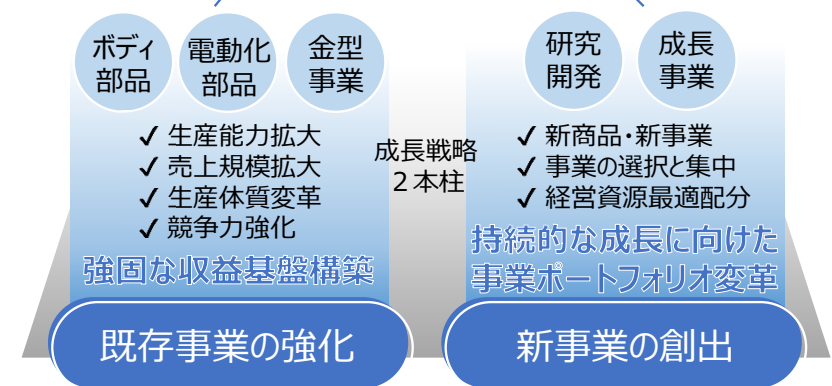 ボディ
部品
電動化
部品
金型
事業
✓ 生産能力拡大
✓ 売上規模拡大
✓ 生産体質変革
✓ 競争力強化
強固な収益基盤構築
既存事業の強化
成長戦略
2本柱
研究
開発
成長
事業
✓ 新商品・新事業
✓ 事業の選択と集中
✓ 経営資源最適配分
持続的な成長に向けた
事業ポートフォリオ変革
新事業の創出